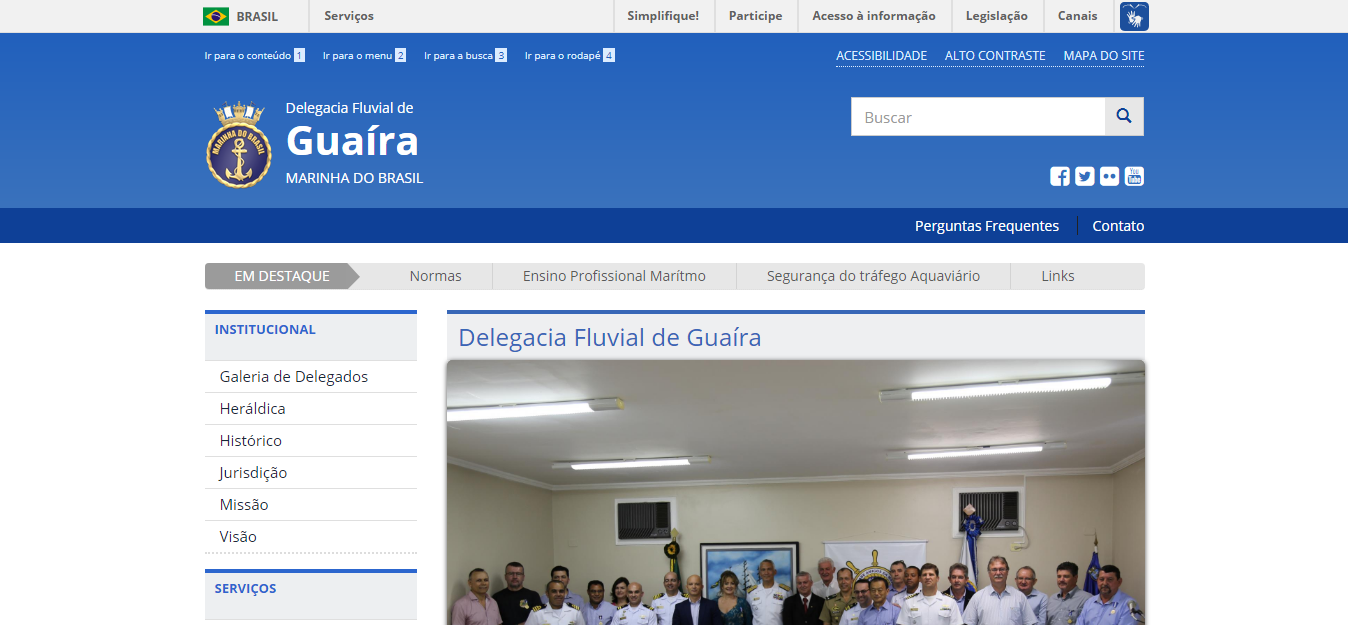 BRASIL Serviços Simplifique! Participe Acesso à informação Legislação Canais
Ir para o conteúdo 1 Ir para o menu 2 Ir para a busca 3 Ir para o rodapé 4 ACESSIBILIDADE ALTO CONTRASTE MAPA DO SITE
MARINHA DO BRASIL
Delegacia Fluvial de
Guaíra
MARINHA DO BRASIL
Buscar
You
Tube
Perguntas Frequentes Contato
EM DESTAQUE Normas Ensino Profissional Marítmo Segurança do tráfego Aquaviário Links
INSTITUCIONAL
Galeria de Delegados
Heráldica
Histórico
Jurisdição
Missão
Visão
SERVIÇOS
Delegacia Fluvial de Guaíra